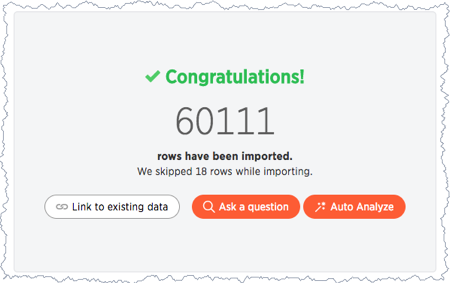 Congratulations!
60111
rows have been imported.
We skipped 18 rows while importing.
Link to existing data Ask a question Auto Analyze